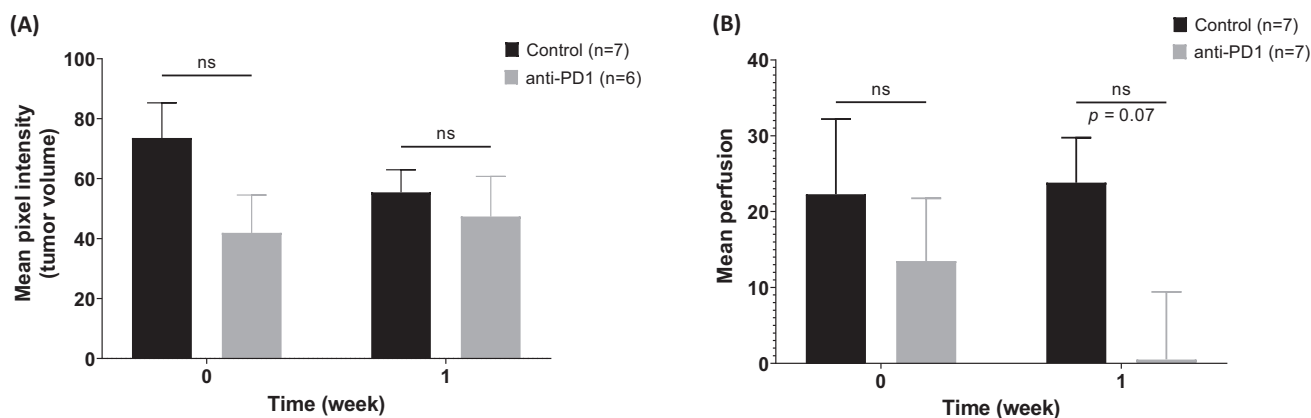 (A)
Control (n=7)
anti-PD1 (n=6)
Mean pixel intensity
(tumor volume)
100
80
60
40
20
0
ns
ns
0
1
Time (week)
(B)
Control (n=7)
anti-PD1 (n=7)
Mean perfusion
40
30
20
10
0
ns
ns
p = 0.07
0
1
Time (week)